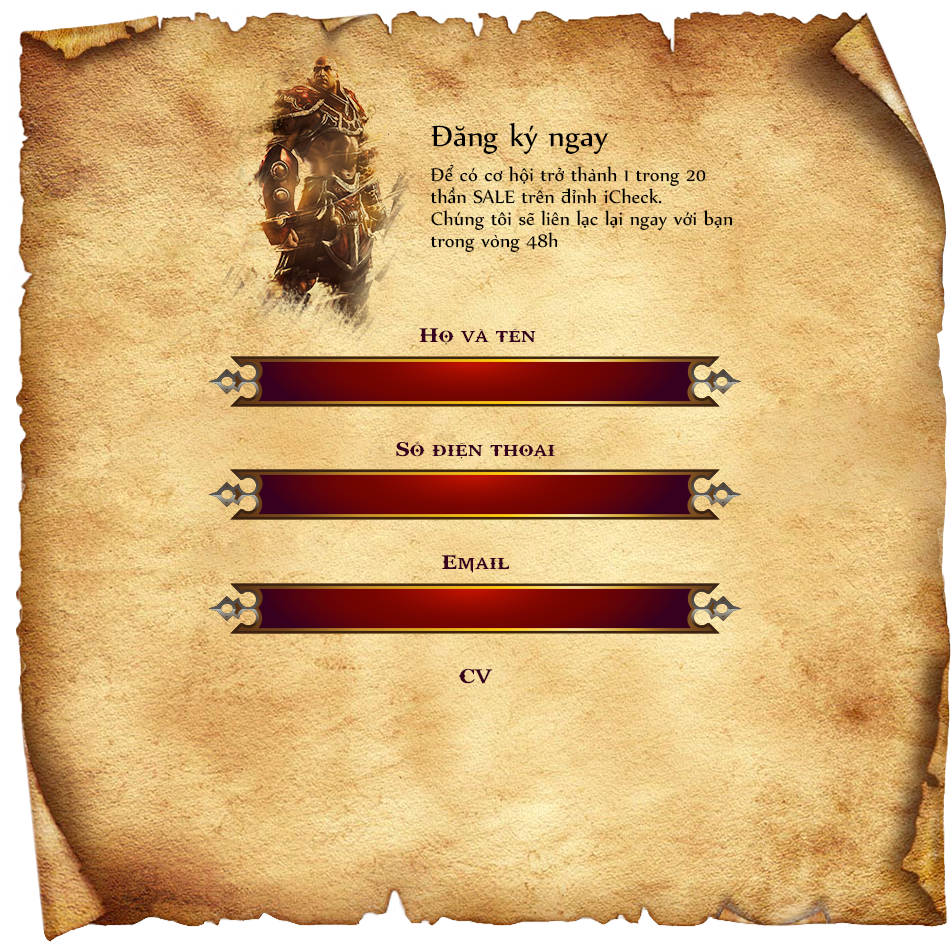 Đăng ký ngay
Để có cơ hội trở thành 1 trong 20
thần SALE trên đỉnh iCheck.
Chúng tôi sẽ liên lạc lại ngay với bạn
trong vòng 48h
Họ và tên
Số điện thoại
Email
CV